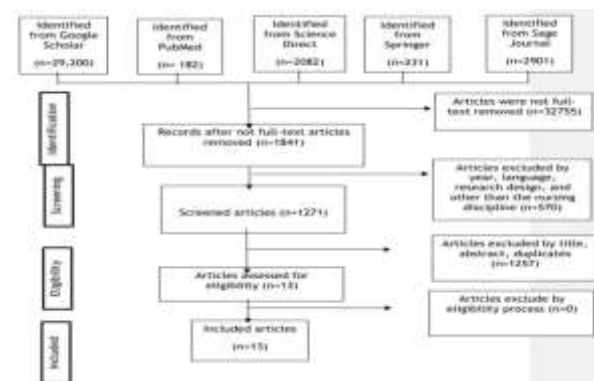 Identified
from Google
Scholar
(n=29,200)
Identified
from
PubMed
(n= 182)
Identified
from Science
Direct
(n=2082)
Identified
from
Springer
(n=231)
Identified
from Sage
Journal
(n=2901)
Identification
Articles were not full-
text removed (n=32755)
Records after not full-text articles
removed (n=1841)
Screening
Articles excluded by
year, language,
research design, and
other than the nursing
discipline (n=570)
Screened articles (n=1271)
Eligibility
Articles excluded by title,
abstract, duplicates
(n=1257)
Articles assessed for
eligibility (n=13)
Articles exclude by
eligibility process (n=0)
Included
Included articles
(n=13)